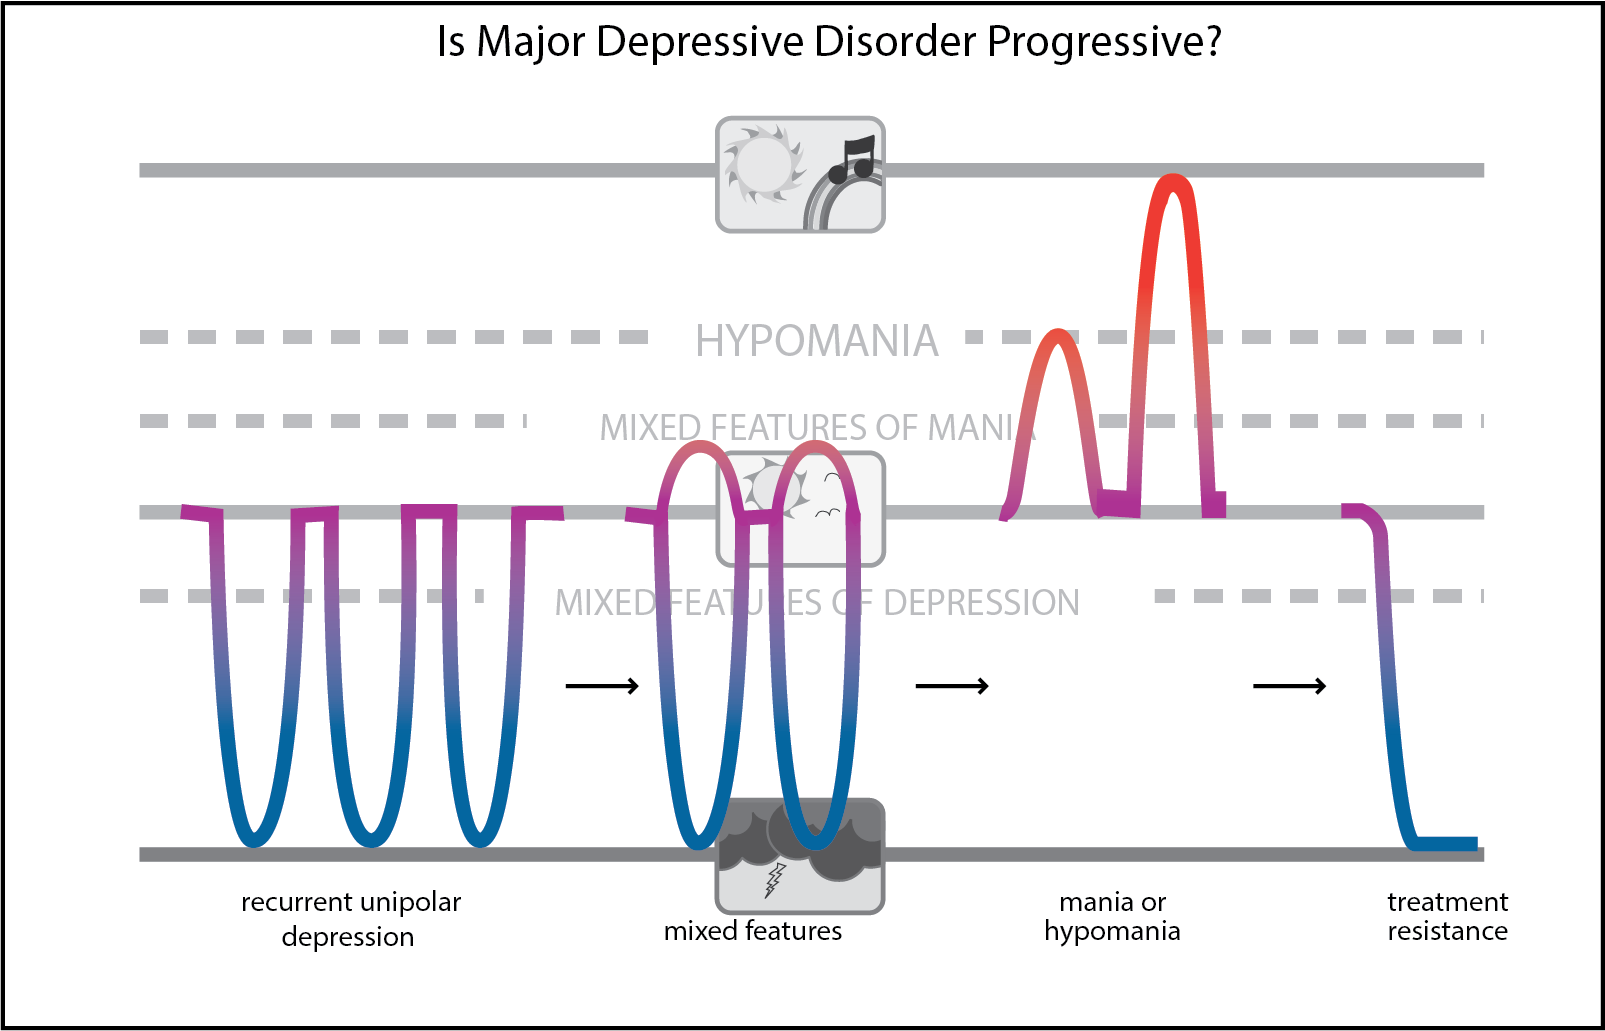 Is Major Depressive Disorder Progressive?
HYPOMANIA
MIXED FEATURES OF MANIA
MIXED FEATURES OF DEPRESSION
recurrent unipolar
depression
mixed features
mania or
hypomania
treatment
resistance